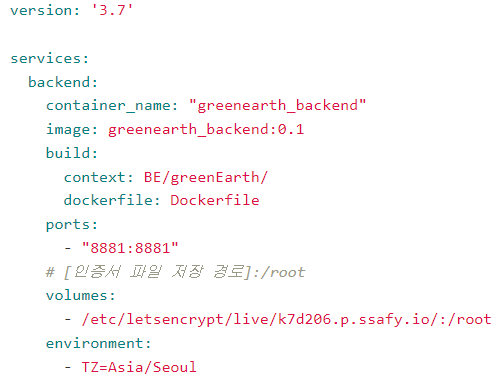 version: '3.7'
services:
backend:
container_name: "greenearth_backend"
image: greenearth_backend:0.1
build:
context: BE/greenEarth/
dockerfile: Dockerfile
ports:
- "8881:8881"
# [인증서 파일 저장 경로]:/root
volumes:
- /etc/letsencrypt/live/k7d206.p.ssafy.io/:/root
environment:
- TZ=Asia/Seoul